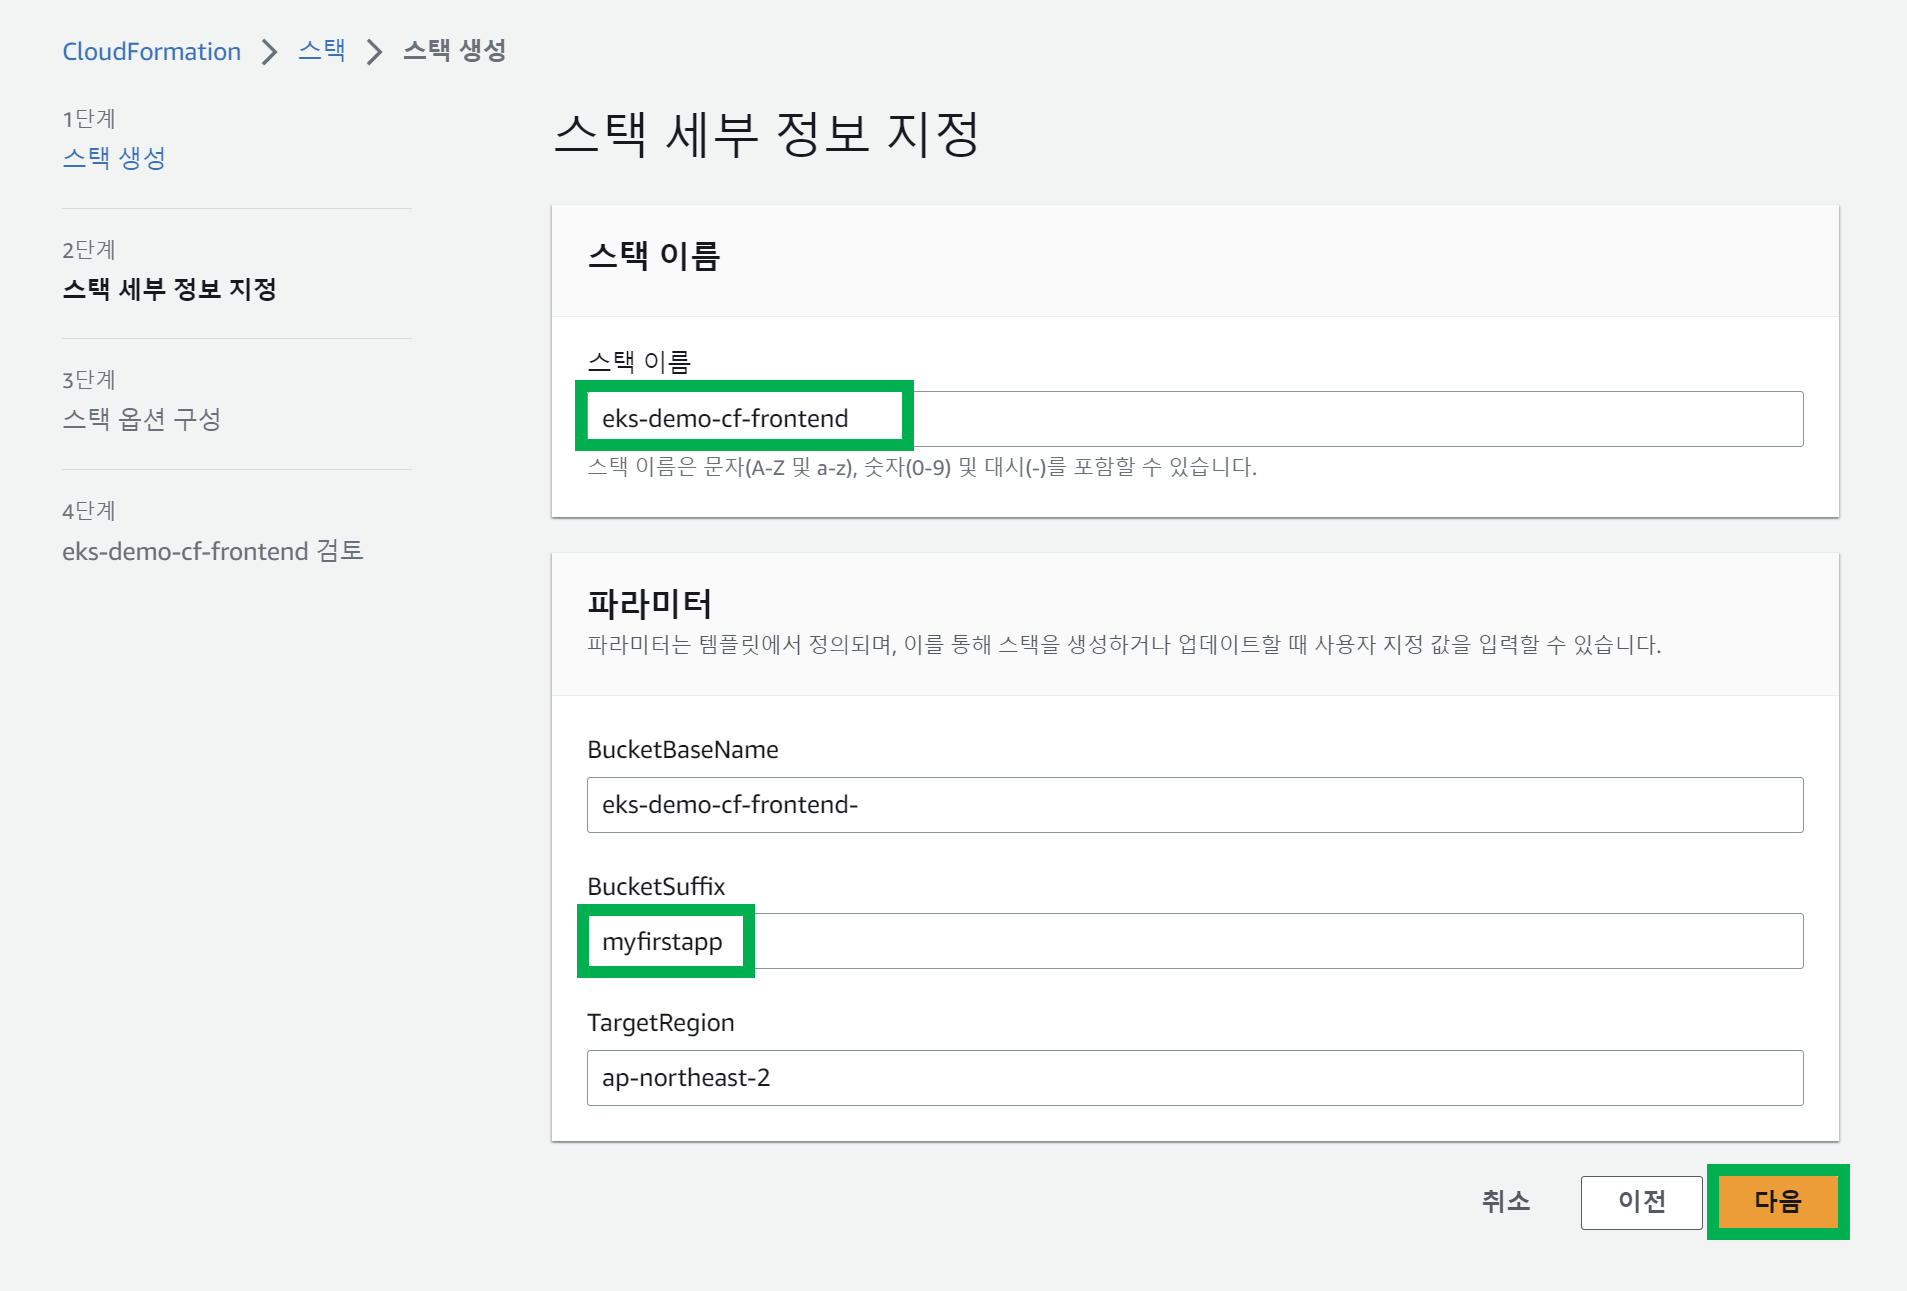 CloudFormation > 스택 > 스택 생성
1단계
스택 생성
2단계
스택 세부 정보 지정
3단계
스택 옵션 구성
4단계
eks-demo-cf-frontend 검토
스택 세부 정보 지정
스택 이름
스택 이름
eks-demo-cf-frontend
스택 이름은 문자(A-Z 및 a-z), 숫자(0-9) 및 대시(-)를 포함할 수 있습니다.
파라미터
파라미터는 템플릿에서 정의되며, 이를 통해 스택을 생성하거나 업데이트할 때 사용자 지정 값을 입력할 수 있습니다.
BucketBaseName
eks-demo-cf-frontend-
BucketSuffix
myfirstapp
TargetRegion
ap-northeast-2
취소 이전 다음